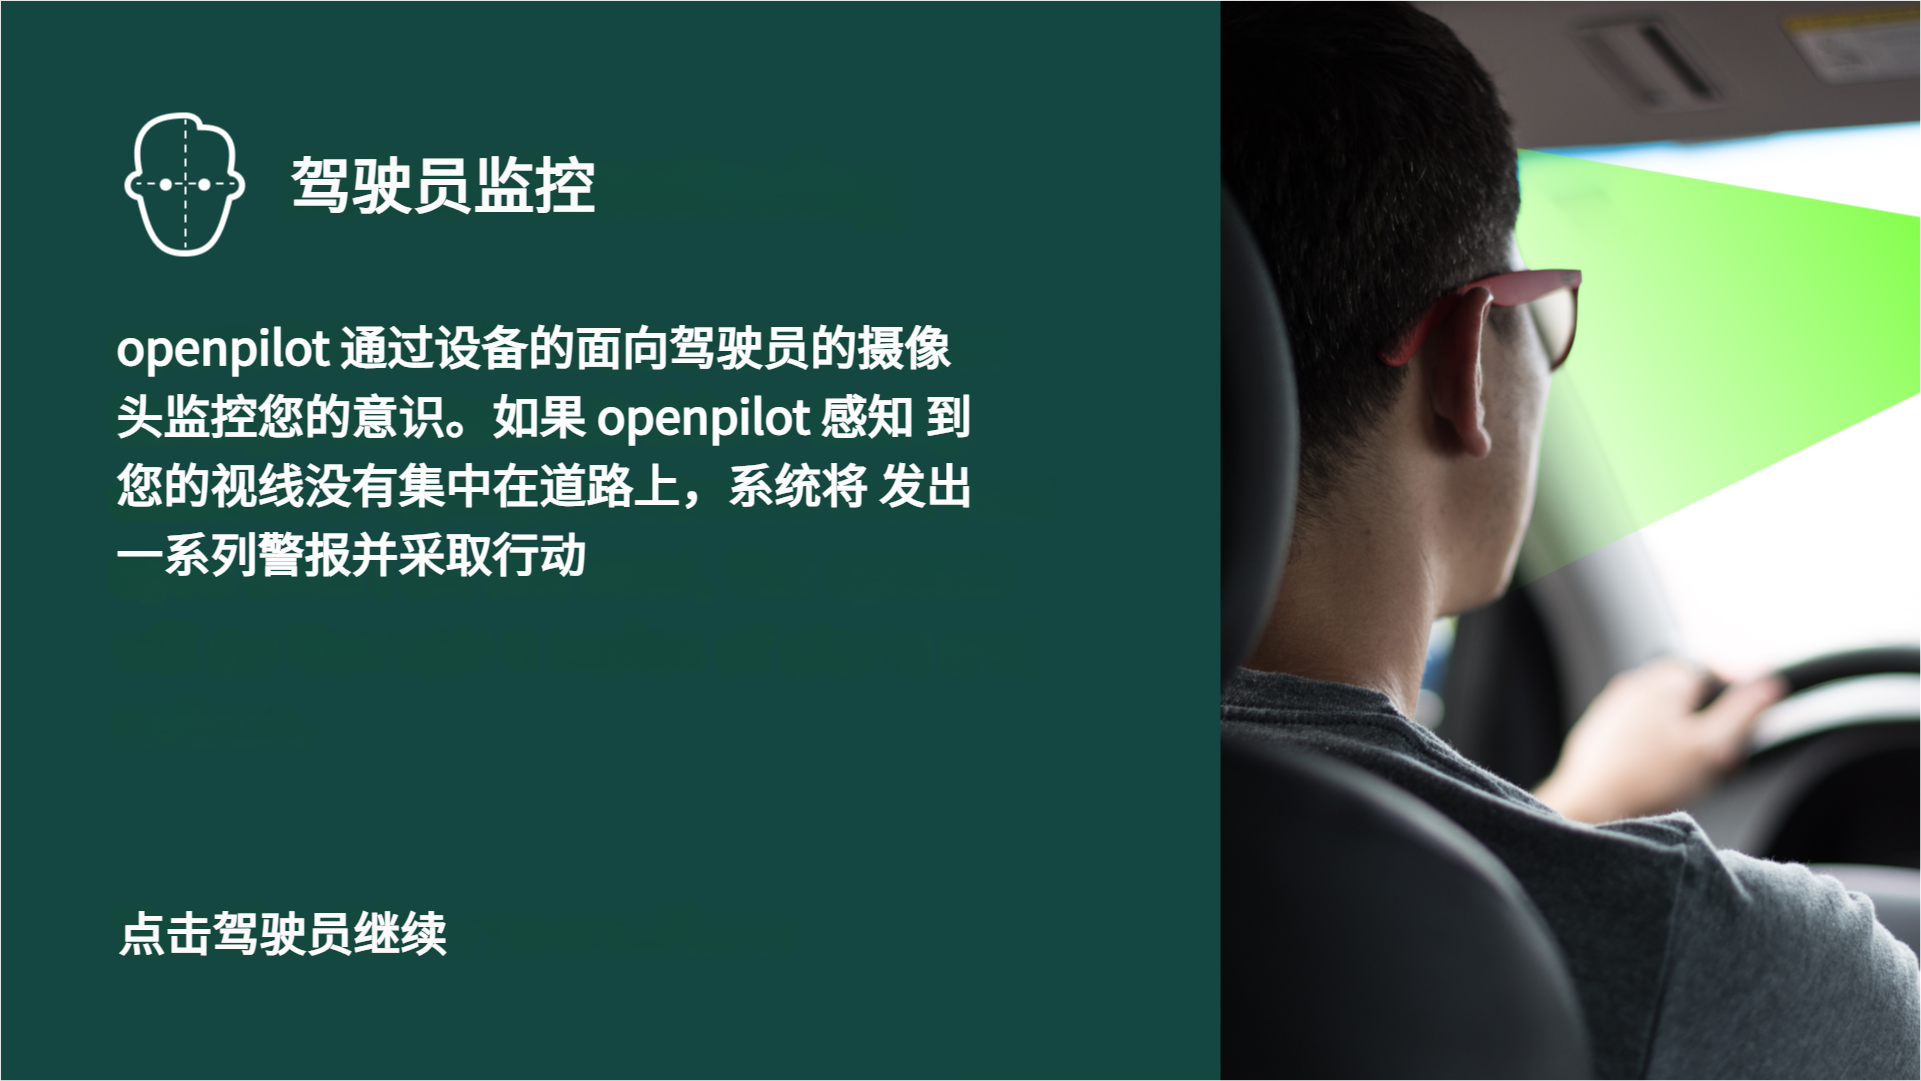 驾驶员监控
openpilot 通过设备的面向驾驶员的摄像
头监控您的意识。如果 openpilot 感知 到
您的视线没有集中在道路上，系统将 发出
一系列警报并采取行动
点击驾驶员继续